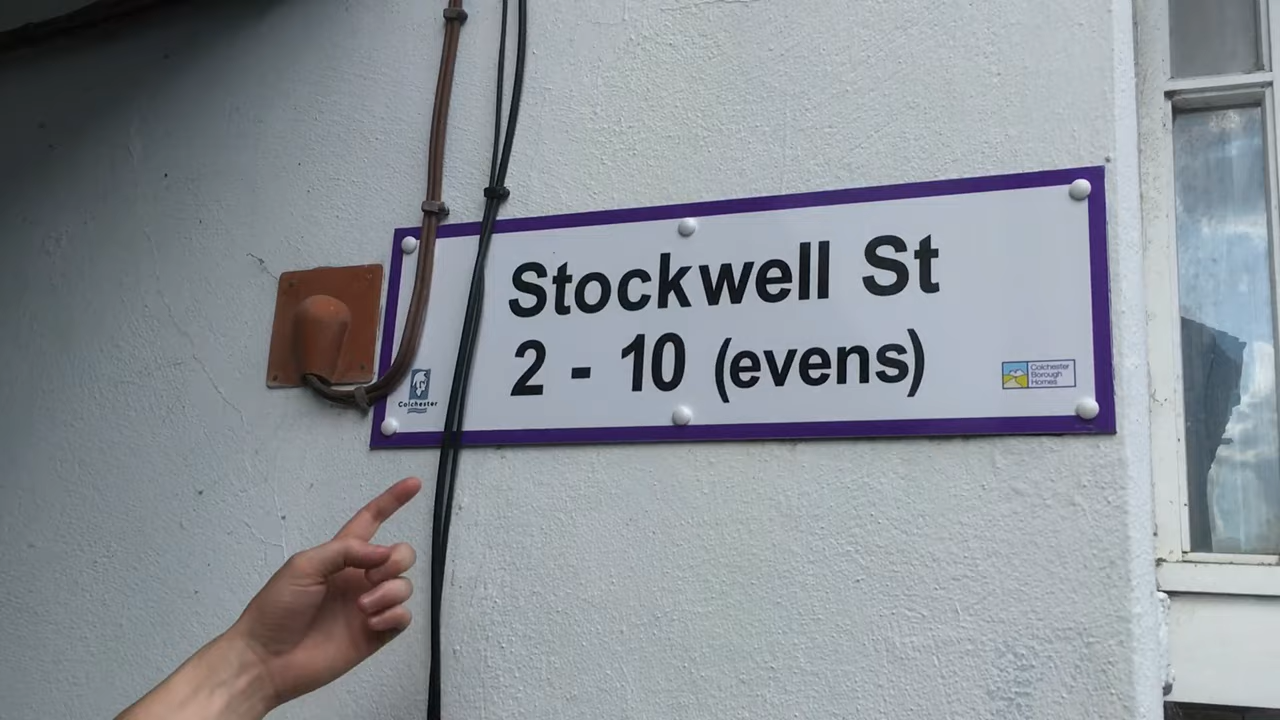 Stockwell St
2 - 10 (evens)
Colchester
Colchester
Borough
Homes